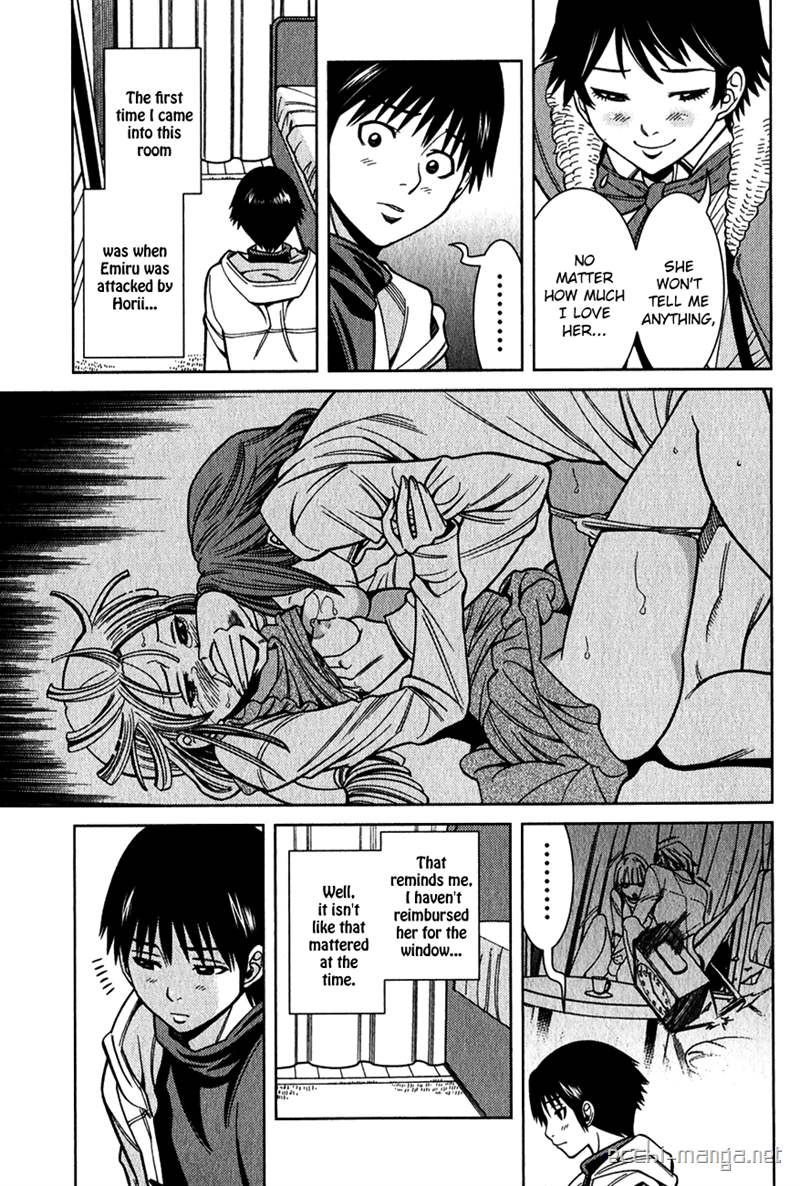 SHE
WON'T
TELL ME
ANYTHING,
NO
MATTER
HOW MUCH
I LOVE
HER...
........
The first
time I came
into this
room
was when
Emiru was
attacked by
Horii...
........
That
reminds me,
I haven't
reimbursed
her for the
window...
Well,
it isn't
like that
mattered
at the
time.
ecchi-manga.net